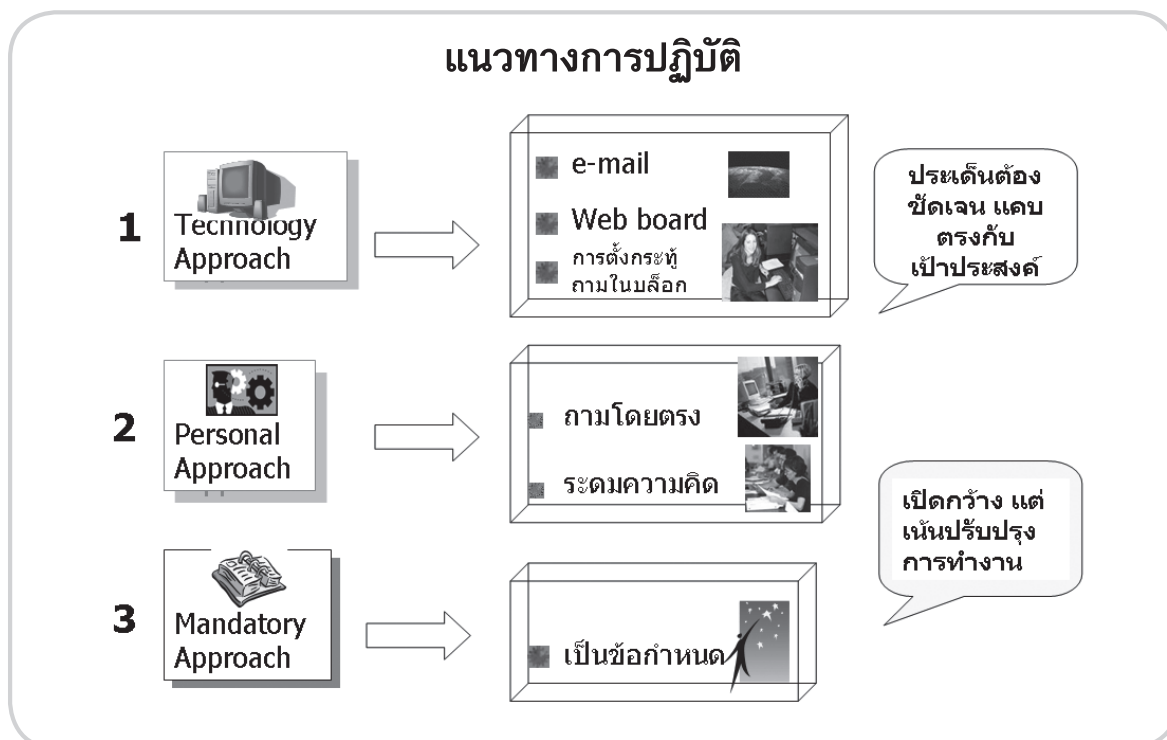 แนวทางการปฏิบัติ
1
Technology
Approach
e-mail
Web board
การตั้งกระทู้
ถามในบล็อก
ประเด็นต้อง
ชัดเจน แคบ
ตรงกับ
เป้าประสงค์
2
Personal
Approach
ถามโดยตรง
ระดมความคิด
เปิดกว้าง แต่
เน้นปรับปรุง
การทำงาน
3
Mandatory
Approach
เป็นข้อกำหนด